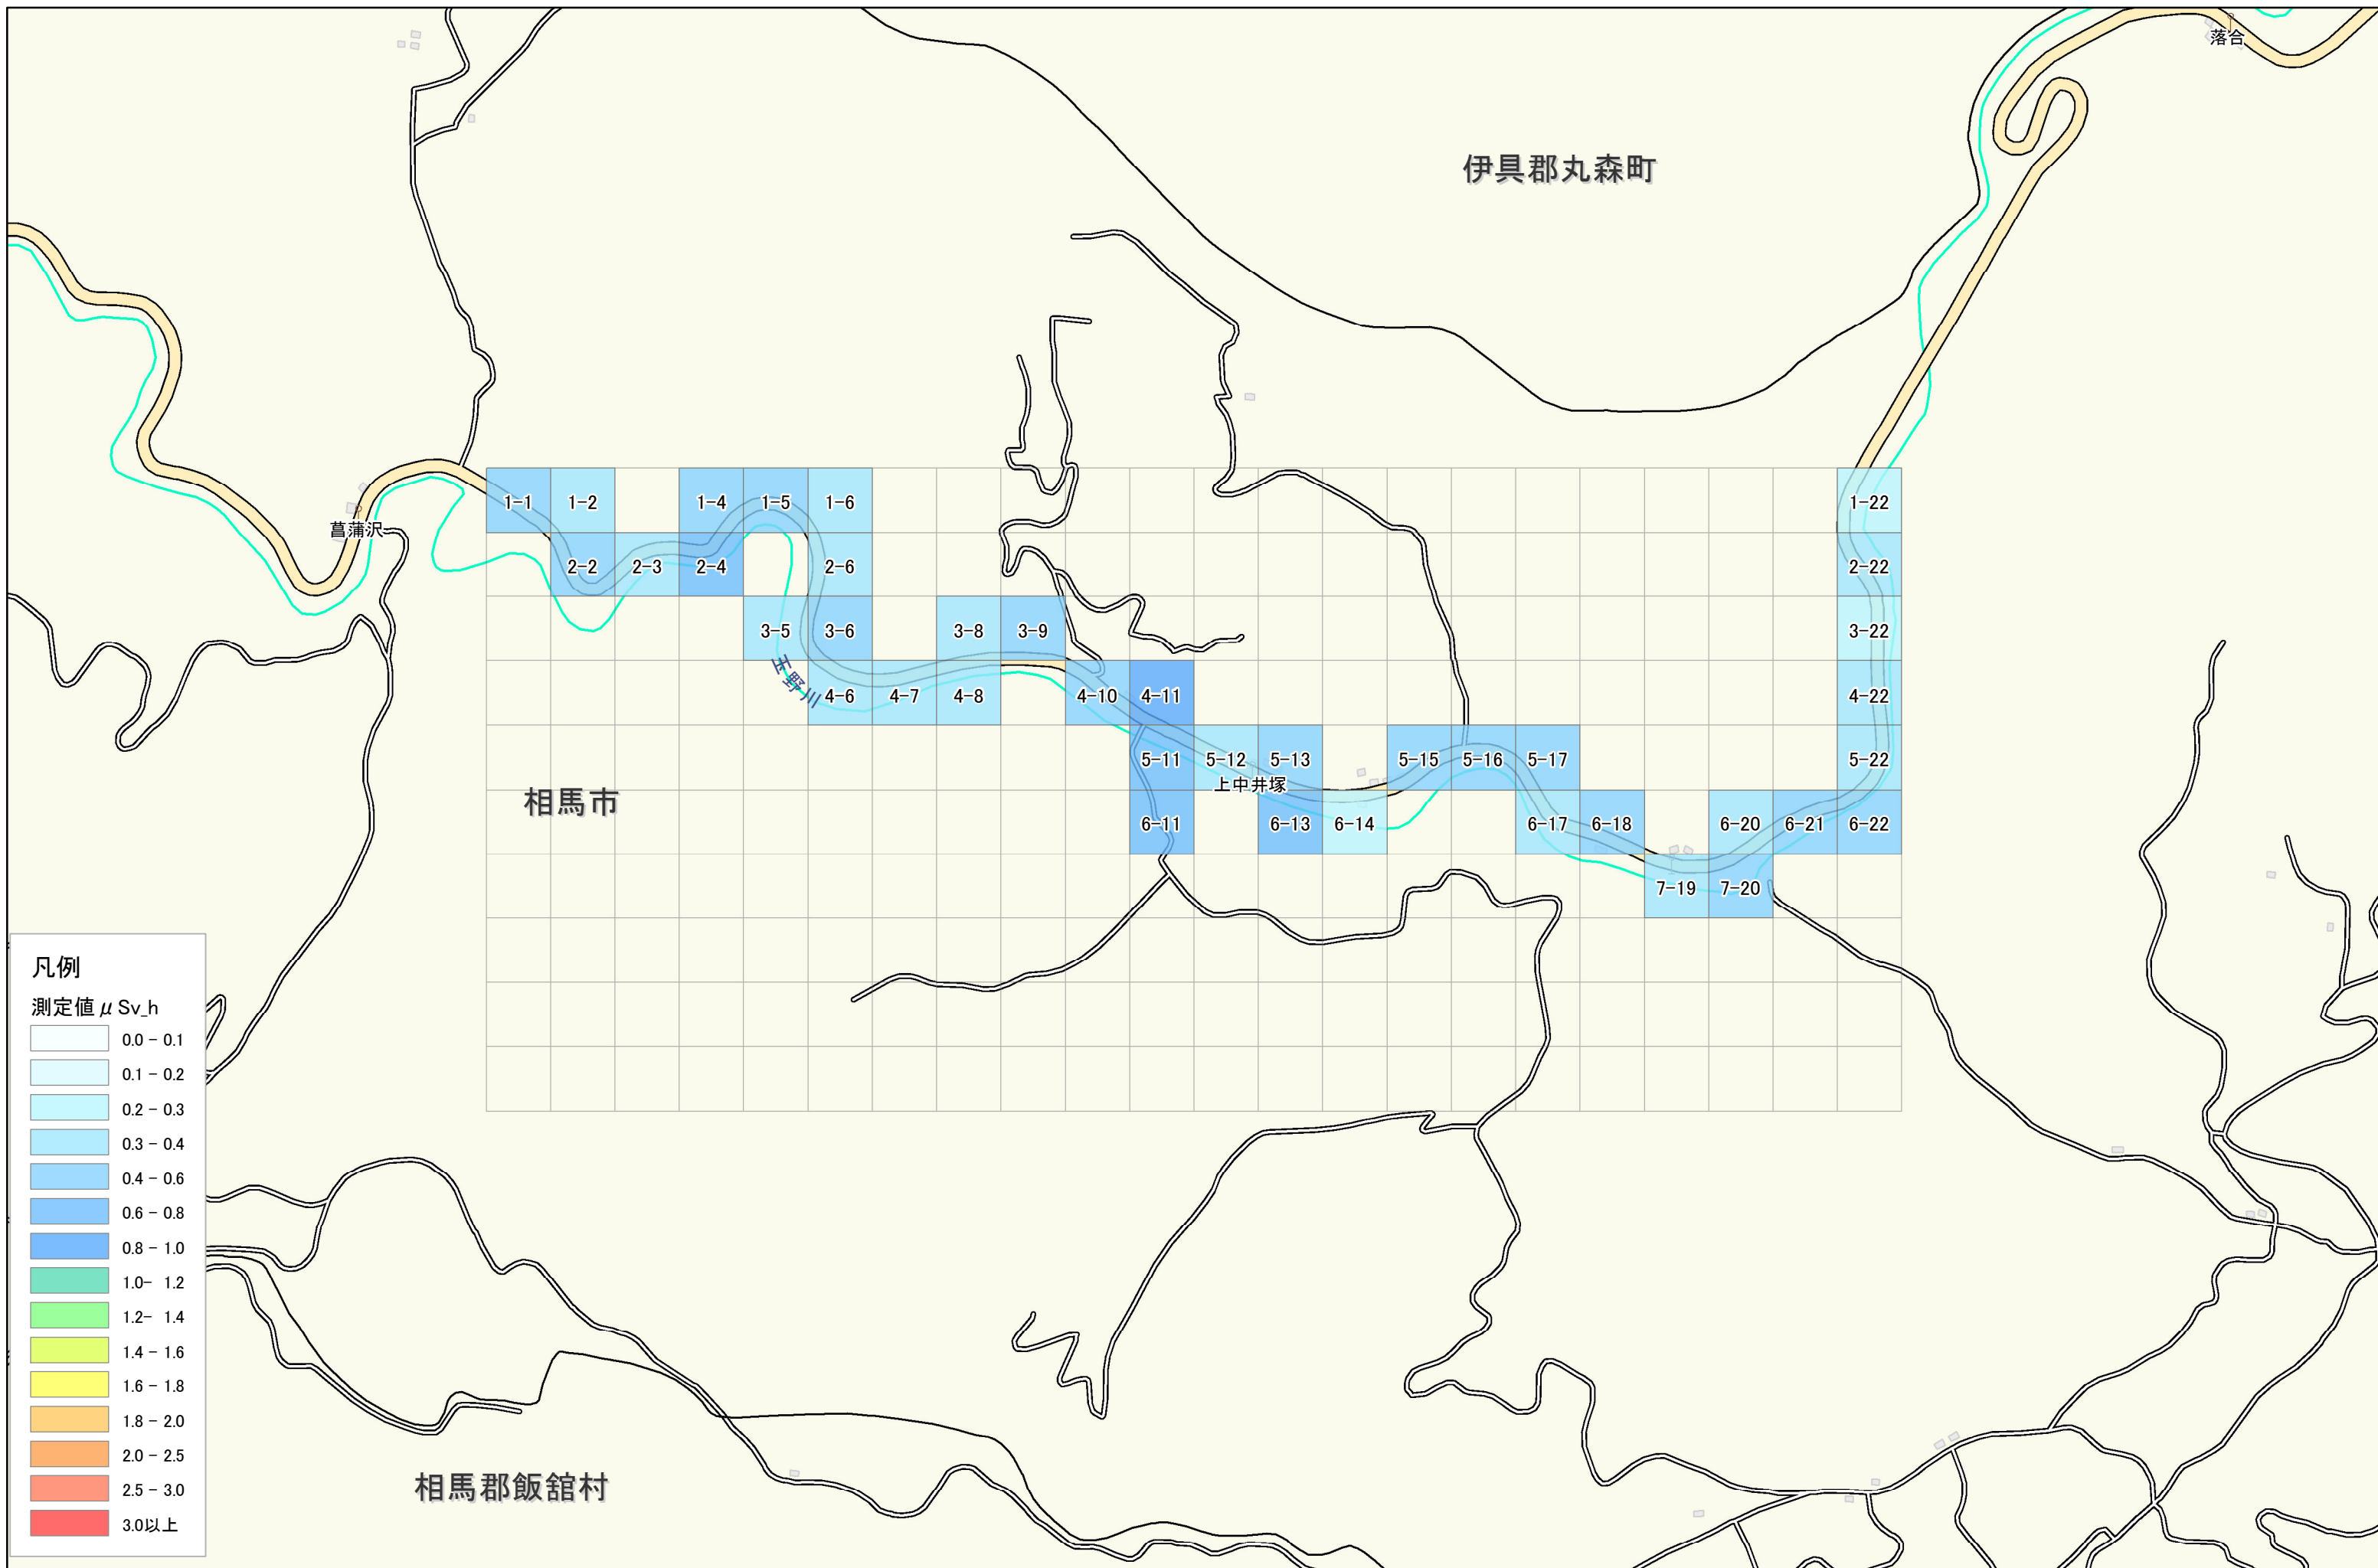 落合
伊具郡丸森町
菖蒲沢
1-1 1-2 1-4 1-5 1-6 1-22
2-2 2-3 2-4 2-6 2-22
3-5 3-6 3-8 3-9 3-22
玉野川
4-6 4-7 4-8 4-10 4-11 4-22
5-11 5-12 5-13 5-15 5-16 5-17 5-22
上中井塚
相馬市
6-11 6-13 6-14 6-17 6-18 6-20 6-21 6-22
7-19 7-20
凡例
測定値 μ Sv_h
0.0 - 0.1
0.1 - 0.2
0.2 - 0.3
0.3 - 0.4
0.4 - 0.6
0.6 - 0.8
0.8 - 1.0
1.0- 1.2
1.2- 1.4
1.4 - 1.6
1.6 - 1.8
1.8 - 2.0
2.0 - 2.5
2.5 - 3.0
3.0以上
相馬郡飯舘村